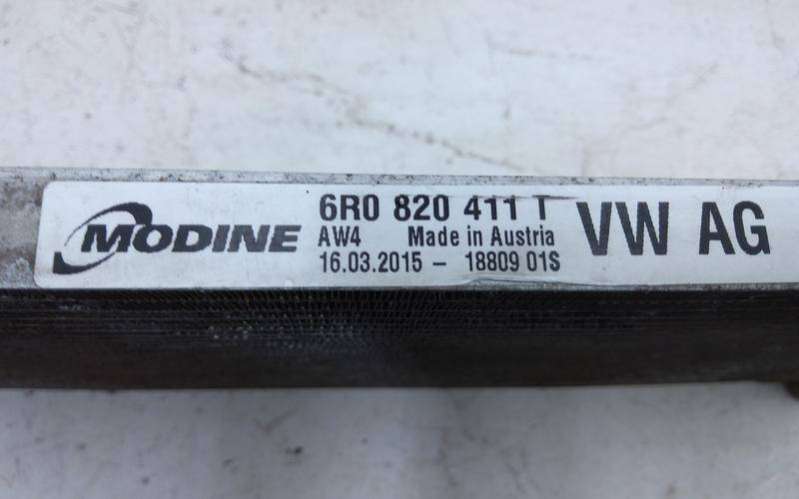 MODINE
6R0 820 411 T
AW4 Made in Austria
16.03.2015 – 18809 01S
VW AG